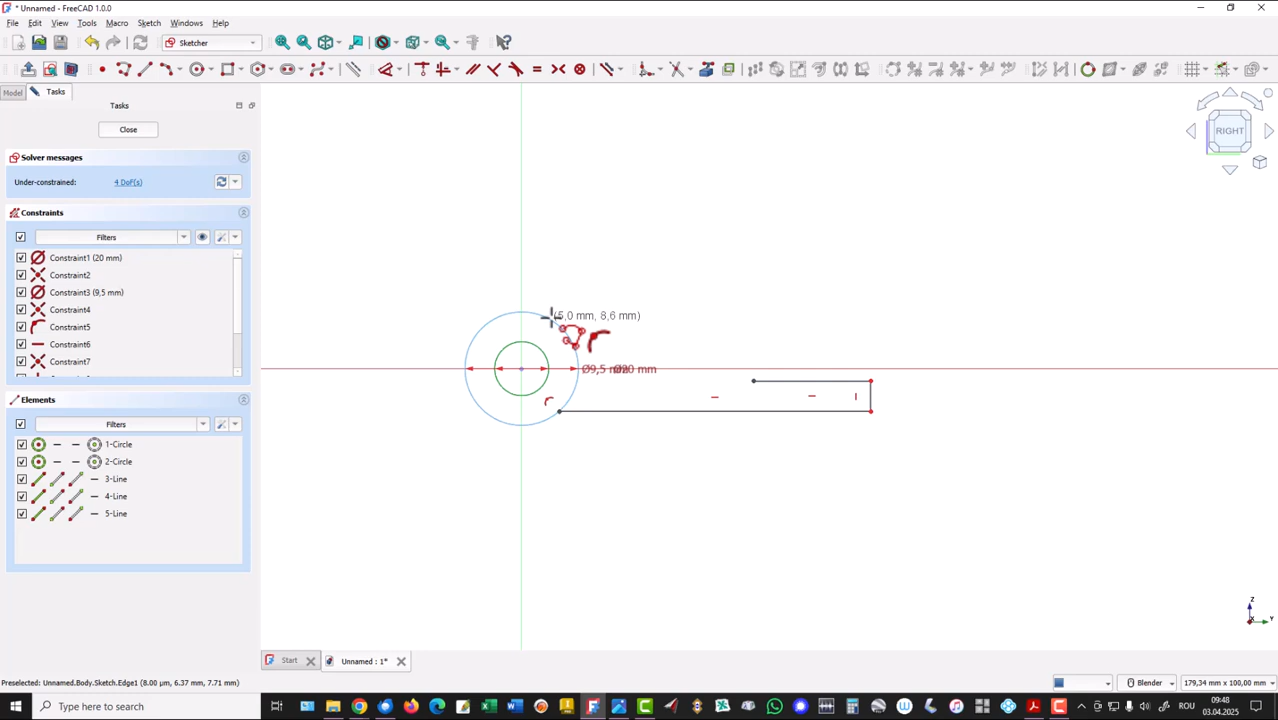 * Unnamed - FreeCAD 1.0.0
File Edit View Tools Macro Sketch Windows Help
Sketcher
Model Tasks
Tasks
Close
Solver messages
Under-constrained: 4 DoF(s)
Constraints
Filters
Constraint1 (20 mm)
Constraint2
Constraint3 (9,5 mm)
Constraint4
Constraint5
Constraint6
Constraint7
Elements
Filters
1-Circle
2-Circle
3-Line
4-Line
5-Line
(5,0 mm, 8,6 mm)
RIGHT
Z
Y
Start
Unnamed : 1*
Preselected: Unnamed.Body.Sketch.Edge1 (8.00 µm, 6.37 mm, 7.71 mm)
Blender
179,34 mm × 100,00 mm
Type here to search
ROU
09:48
03.04.2025